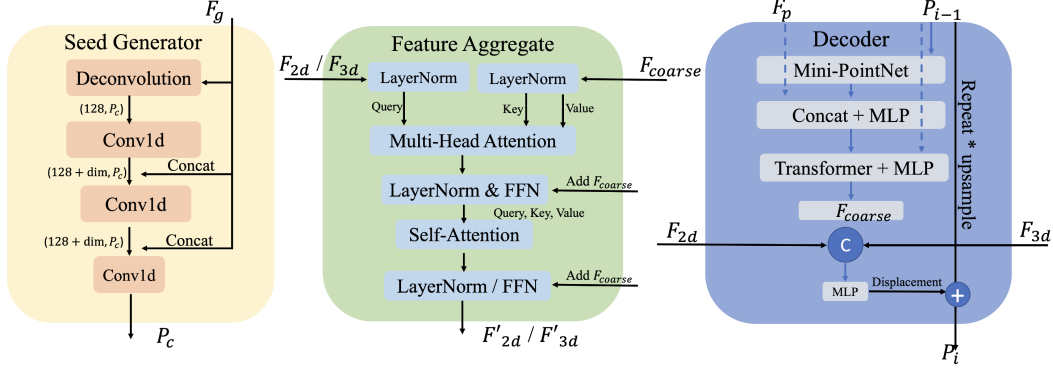 F_g
Seed Generator
Deconvolution
(128, P_c)
Conv1d
(128 + dim, P_c)
Concat
Conv1d
(128 + dim, P_c)
Concat
Conv1d
P_c
Feature Aggregate
F_2d / F_3d
LayerNorm
LayerNorm
F_coarse
Query
Key
Value
Multi-Head Attention
LayerNorm & FFN
Add F_coarse
Query, Key, Value
Self-Attention
LayerNorm / FFN
Add F_coarse
F'_2d / F'_3d
F_p
P_i-1
Decoder
Mini-PointNet
Concat + MLP
Transformer + MLP
Repeat * upsample
F_coarse
F_2d
C
F_3d
MLP
Displacement
+
P_i